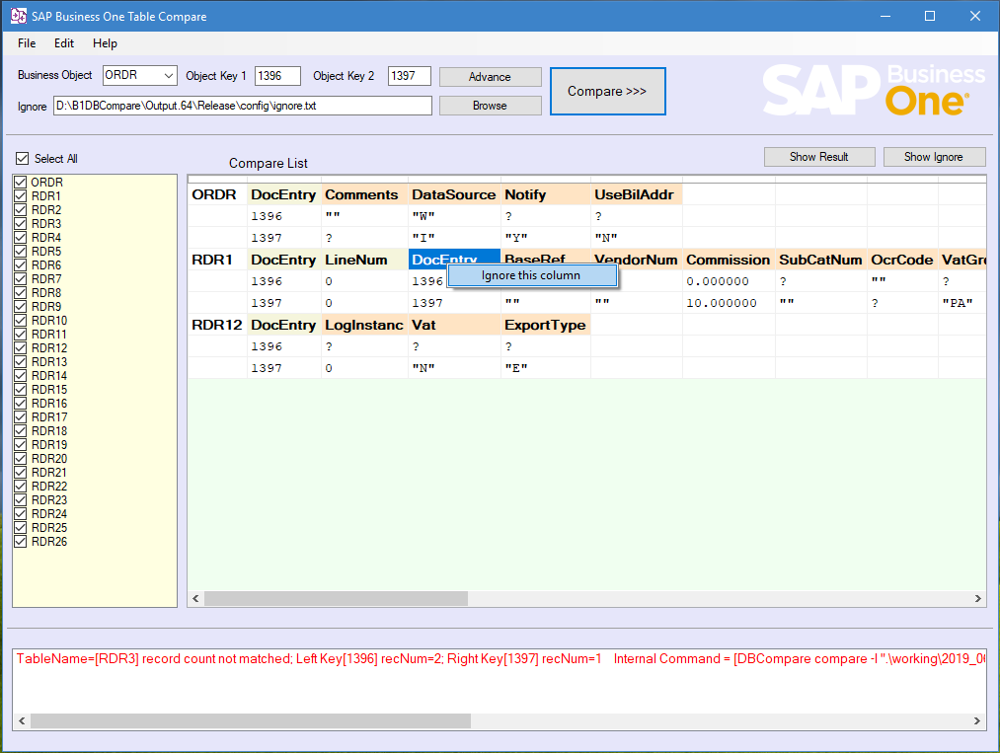 SAP Business One Table Compare
File Edit Help
Business Object ORDR Object Key 1 1396 Object Key 2 1397 Advance Compare >>>
Ignore D:\B1DBCompare\Output.64\Release\config\ignore.txt Browse
SAP Business One
Select All Compare List Show Result Show Ignore
ORDR
RDR1
RDR2
RDR3
RDR4
RDR5
RDR6
RDR7
RDR8
RDR9
RDR10
RDR11
RDR12
RDR13
RDR14
RDR15
RDR16
RDR17
RDR18
RDR19
RDR20
RDR21
RDR22
RDR23
RDR24
RDR25
RDR26
ORDR DocEntry Comments DataSource Notify UseBilAddr
1396 "" "W" ? ?
1397 ? "I" "Y" "N"
RDR1 DocEntry LineNum DocEntry BaseRef VendorNum Commission SubCatNum OcrCode VatGr
Ignore this column
1396 0 1396 0.000000 ? "" ?
1397 0 1397 "" "" 10.000000 "" ? "PA"
RDR12 DocEntry LogInstanc Vat ExportType
1396 ? ? ?
1397 0 "N" "E"
TableName=[RDR3] record count not matched; Left Key[1396] recNum=2; Right Key[1397] recNum=1 Internal Command = [DBCompare compare -l ".\working\2019_0